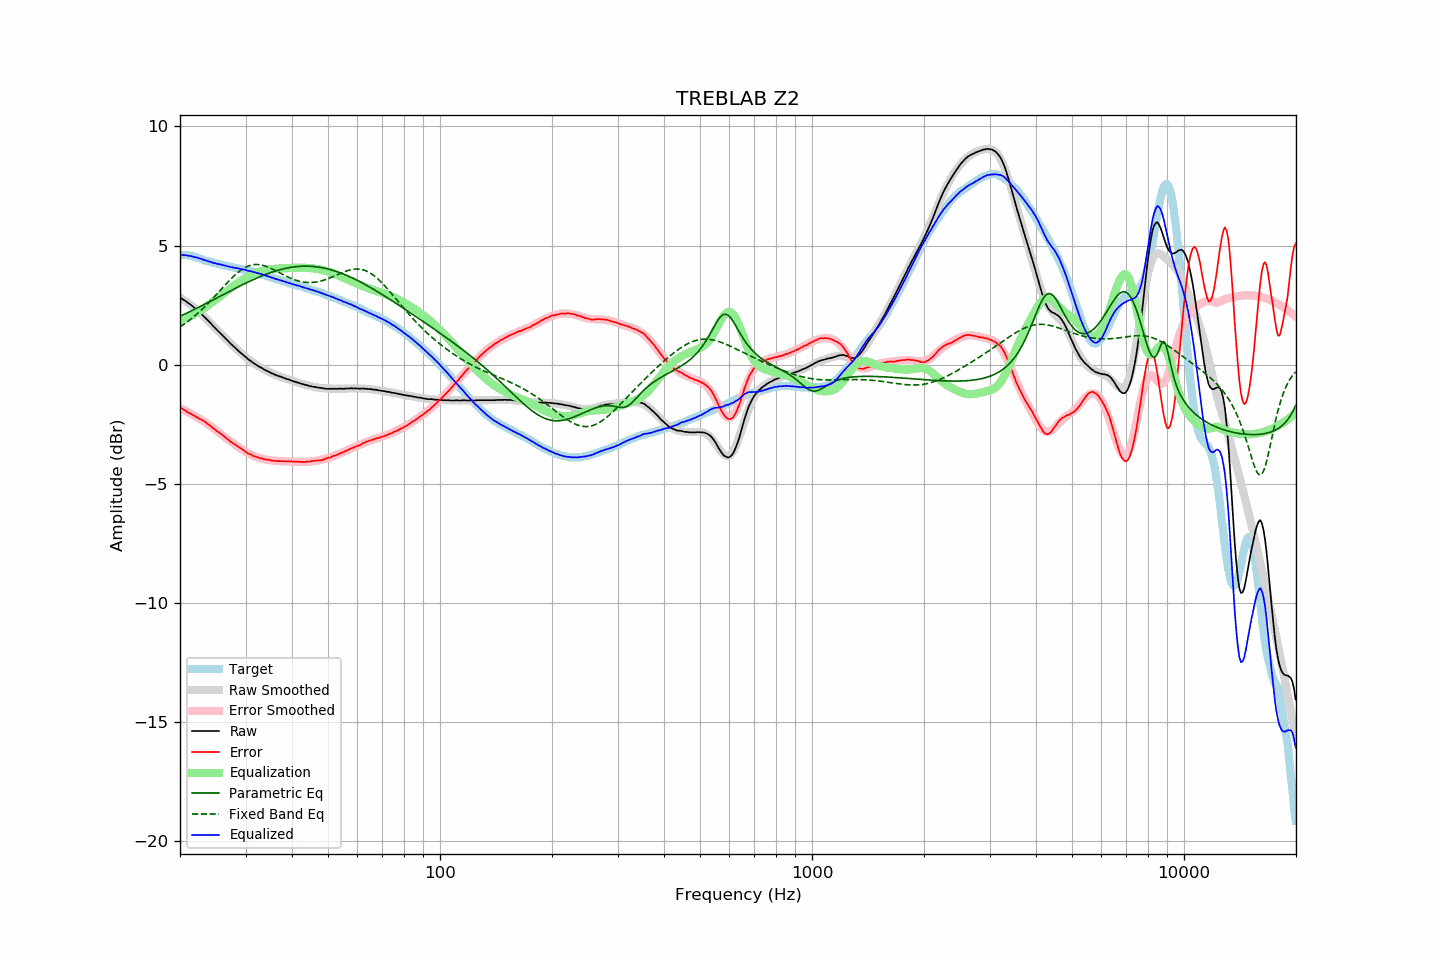 TREBLAB Z2
10
5
0
−5
−10
−15
−20
Amplitude (dBr)
Target
Raw Smoothed
Error Smoothed
Raw
Error
Equalization
Parametric Eq
Fixed Band Eq
Equalized
100
1000
10000
Frequency (Hz)